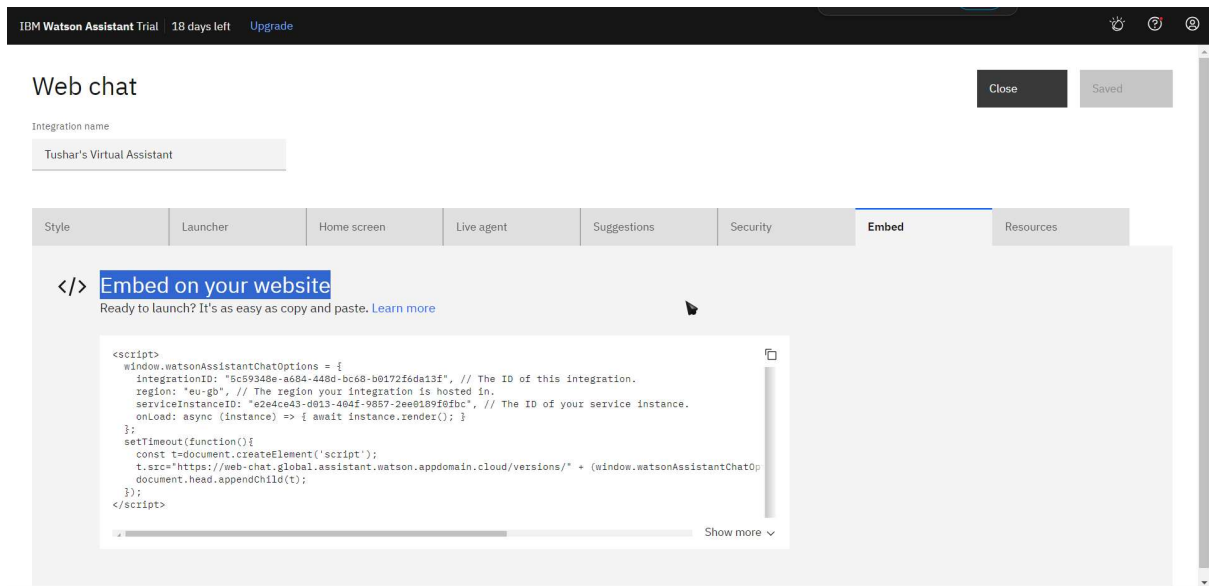 IBM Watson Assistant Trial 18 days left Upgrade
Web chat
Close Saved
Integration name
Tushar's Virtual Assistant
Style Launcher Home screen Live agent Suggestions Security Embed Resources
</> Embed on your website
Ready to launch? It's as easy as copy and paste. Learn more
<script>
window.watsonAssistantChatOptions = {
integrationID: "5c59348e-a684-448d-bc68-b0172f6da13f", // The ID of this integration.
region: "eu-gb", // The region your integration is hosted in.
serviceInstanceID: "e2e4ce43-d013-404f-9857-2ee0189f0fbc", // The ID of your service instance.
onLoad: async (instance) => { await instance.render(); }
};
setTimeout(function(){
const t=document.createElement('script');
t.src="https://web-chat.global.assistant.watson.appdomain.cloud/versions/" + (window.watsonAssistantChatOp
document.head.appendChild(t);
});
</script>
Show more